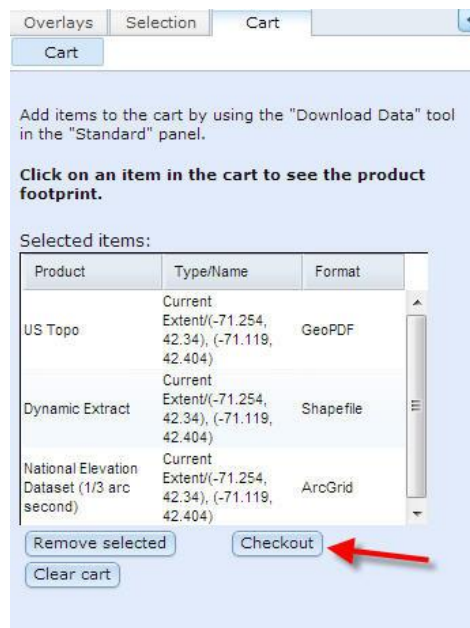 Overlays Selection Cart
Cart
Add items to the cart by using the "Download Data" tool
in the "Standard" panel.
Click on an item in the cart to see the product
footprint.
Selected items:
Product Type/Name Format
US Topo
Current
Extent/(-71.254,
42.34), (-71.119,
42.404)
GeoPDF
Dynamic Extract
Current
Extent/(-71.254,
42.34), (-71.119,
42.404)
Shapefile
National Elevation
Dataset (1/3 arc
second)
Current
Extent/(-71.254,
42.34), (-71.119,
42.404)
ArcGrid
Remove selected Checkout
Clear cart